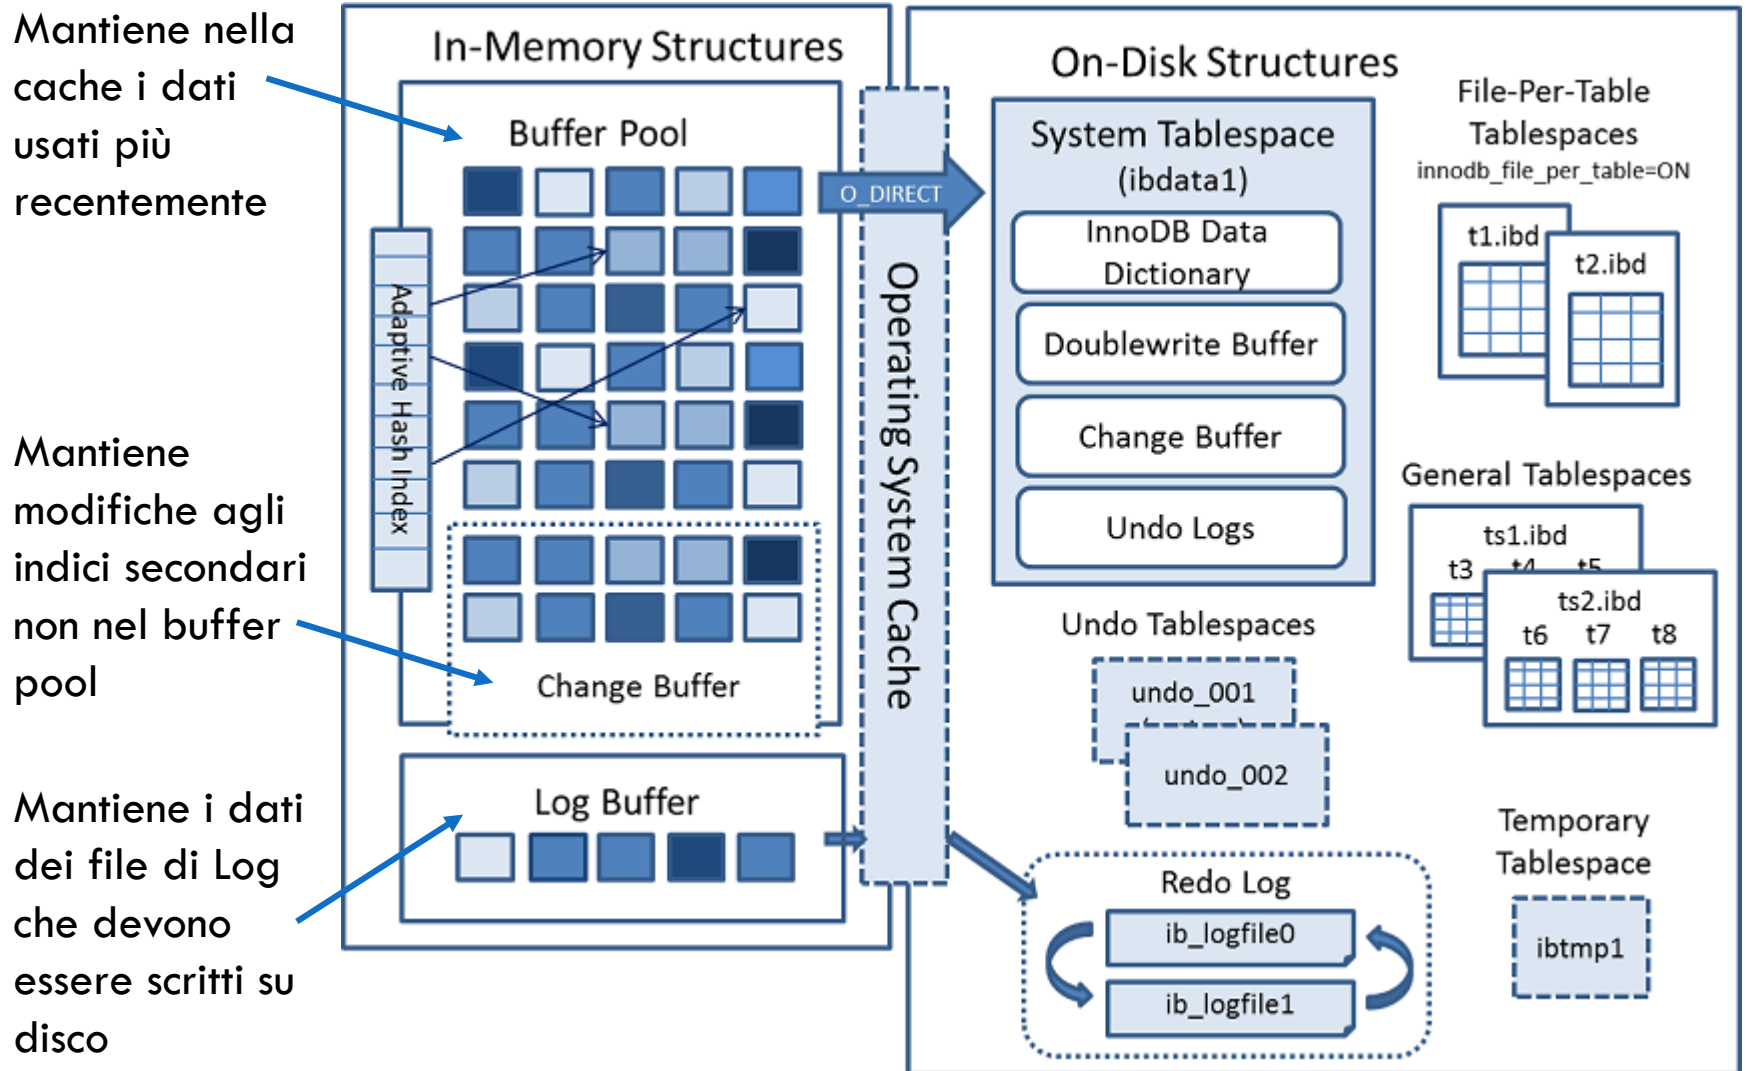 Mantiene nella
cache i dati
usati più
recentemente
Mantiene
modifiche agli
indici secondari
non nel buffer
pool
Mantiene i dati
dei file di Log
che devono
essere scritti su
disco
In-Memory Structures
Buffer Pool
Adaptive Hash Index
Change Buffer
Log Buffer
O_DIRECT
Operating System Cache
On-Disk Structures
System Tablespace
(ibdata1)
InnoDB Data
Dictionary
Doublewrite Buffer
Change Buffer
Undo Logs
Undo Tablespaces
undo_001
undo_002
Redo Log
ib_logfile0
ib_logfile1
File-Per-Table
Tablespaces
innodb_file_per_table=ON
t1.ibd
t2.ibd
General Tablespaces
ts1.ibd
t3 t4 t5
ts2.ibd
t6 t7 t8
Temporary
Tablespace
ibtmp1